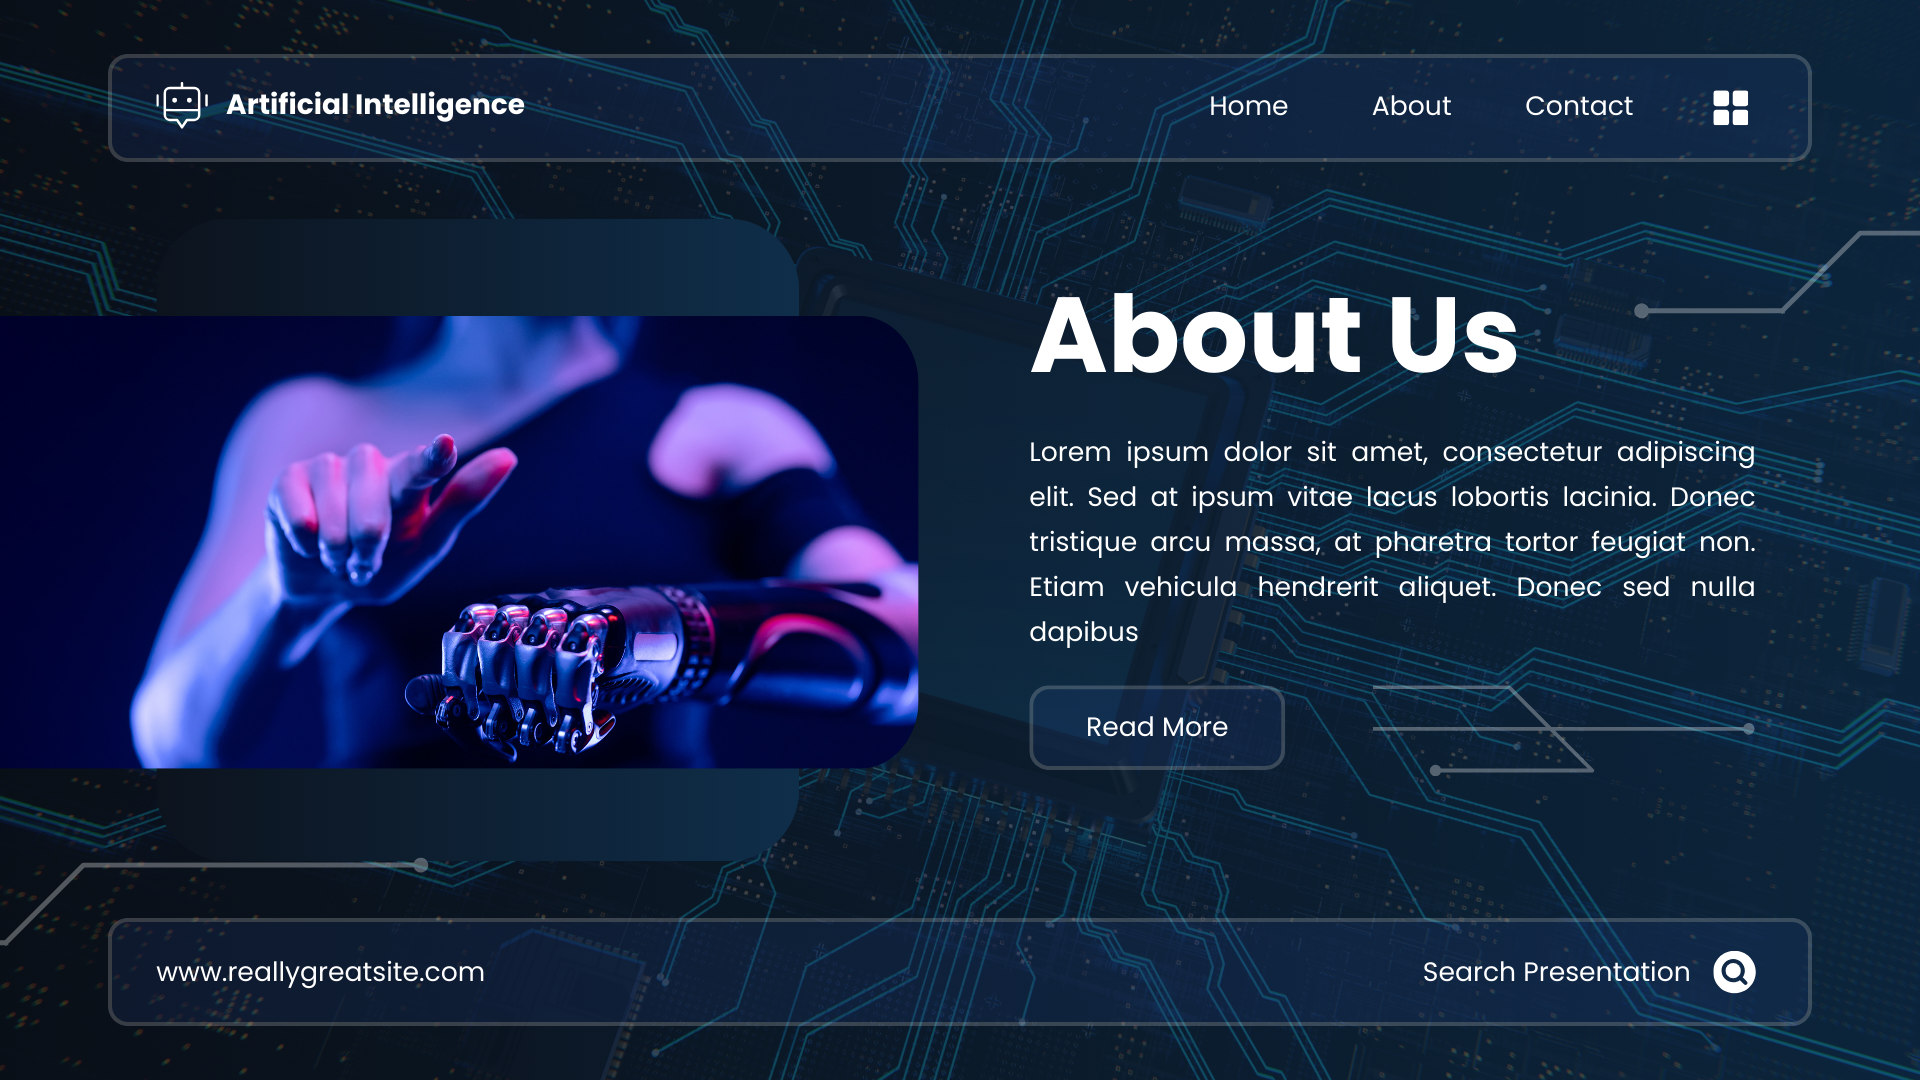 Artificial Intelligence
Home About Contact
About Us
Lorem ipsum dolor sit amet, consectetur adipiscing
elit. Sed at ipsum vitae lacus lobortis lacinia. Donec
tristique arcu massa, at pharetra tortor feugiat non.
Etiam vehicula hendrerit aliquet. Donec sed nulla
dapibus
Read More
www.reallygreatsite.com
Search Presentation